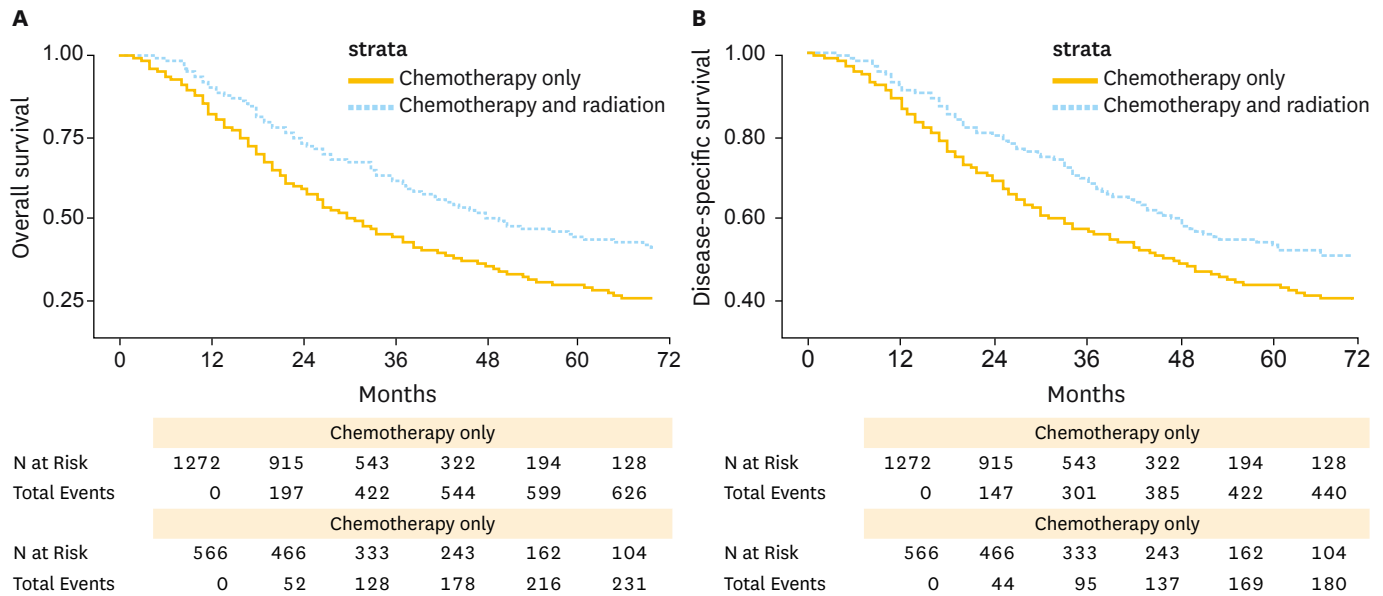 A
strata
Chemotherapy only
Chemotherapy and radiation
Overall survival
1.00
0.75
0.50
0.25
0 12 24 36 48 60 72
Months
Chemotherapy only
N at Risk 1272 915 543 322 194 128
Total Events 0 197 422 544 599 626
Chemotherapy only
N at Risk 566 466 333 243 162 104
Total Events 0 52 128 178 216 231
B
strata
Chemotherapy only
Chemotherapy and radiation
Disease-specific survival
1.00
0.80
0.60
0.40
0 12 24 36 48 60 72
Months
Chemotherapy only
N at Risk 1272 915 543 322 194 128
Total Events 0 147 301 385 422 440
Chemotherapy only
N at Risk 566 466 333 243 162 104
Total Events 0 44 95 137 169 180